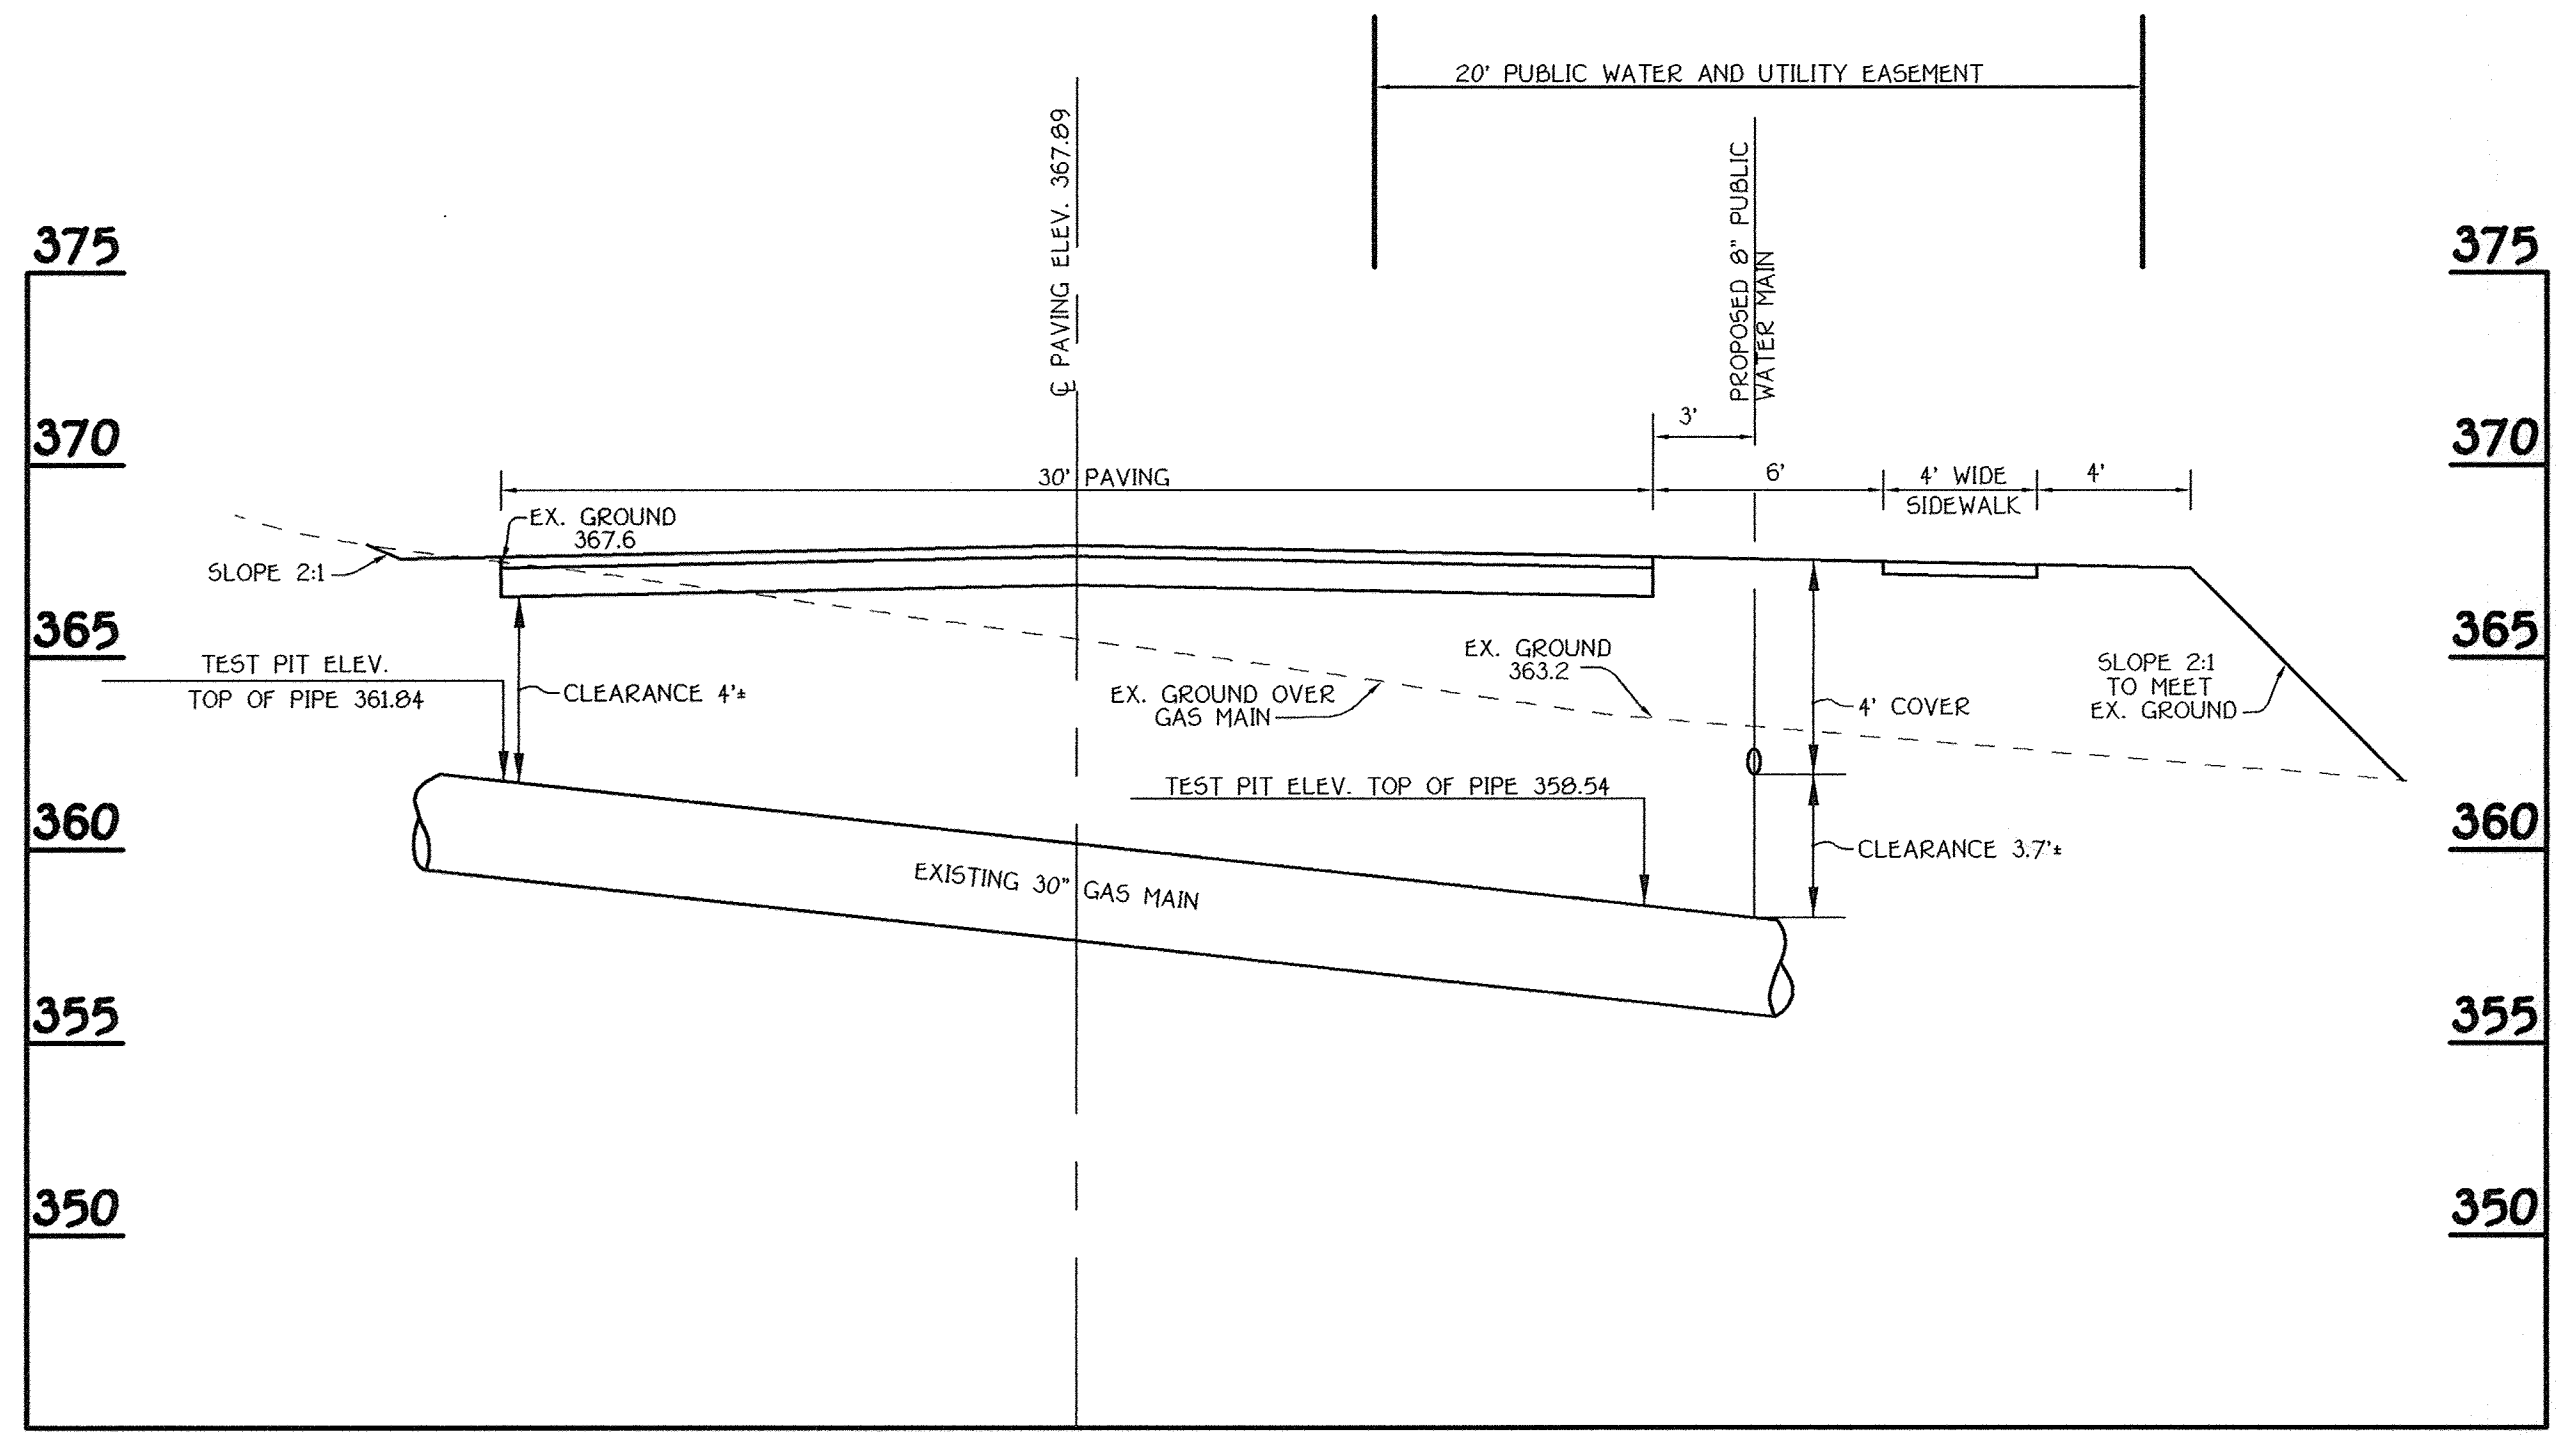 20' PUBLIC WATER AND UTILITY EASEMENT
℄ PAVING ELEV. 367.89
PROPOSED 8" PUBLIC
WATER MAIN
375
375
370
370
3'
30' PAVING
6'
4' WIDE
SIDEWALK
4'
EX. GROUND
367.6
SLOPE 2:1
365
365
TEST PIT ELEV.
TOP OF PIPE 361.84
CLEARANCE 4'±
EX. GROUND OVER
GAS MAIN
EX. GROUND
363.2
4' COVER
SLOPE 2:1
TO MEET
EX. GROUND
TEST PIT ELEV. TOP OF PIPE 358.54
360
360
CLEARANCE 3.7'±
EXISTING 30" GAS MAIN
355
355
350
350